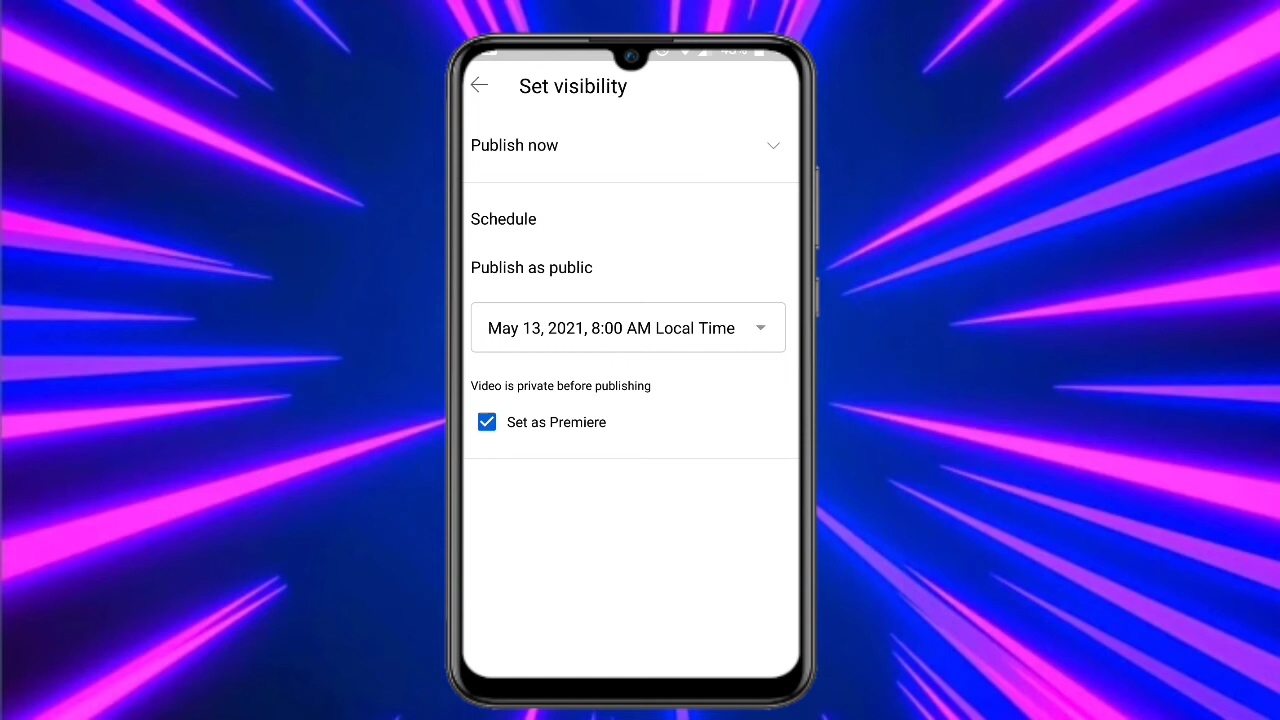 Set visibility
Publish now
Schedule
Publish as public
May 13, 2021, 8:00 AM Local Time
Video is private before publishing
Set as Premiere